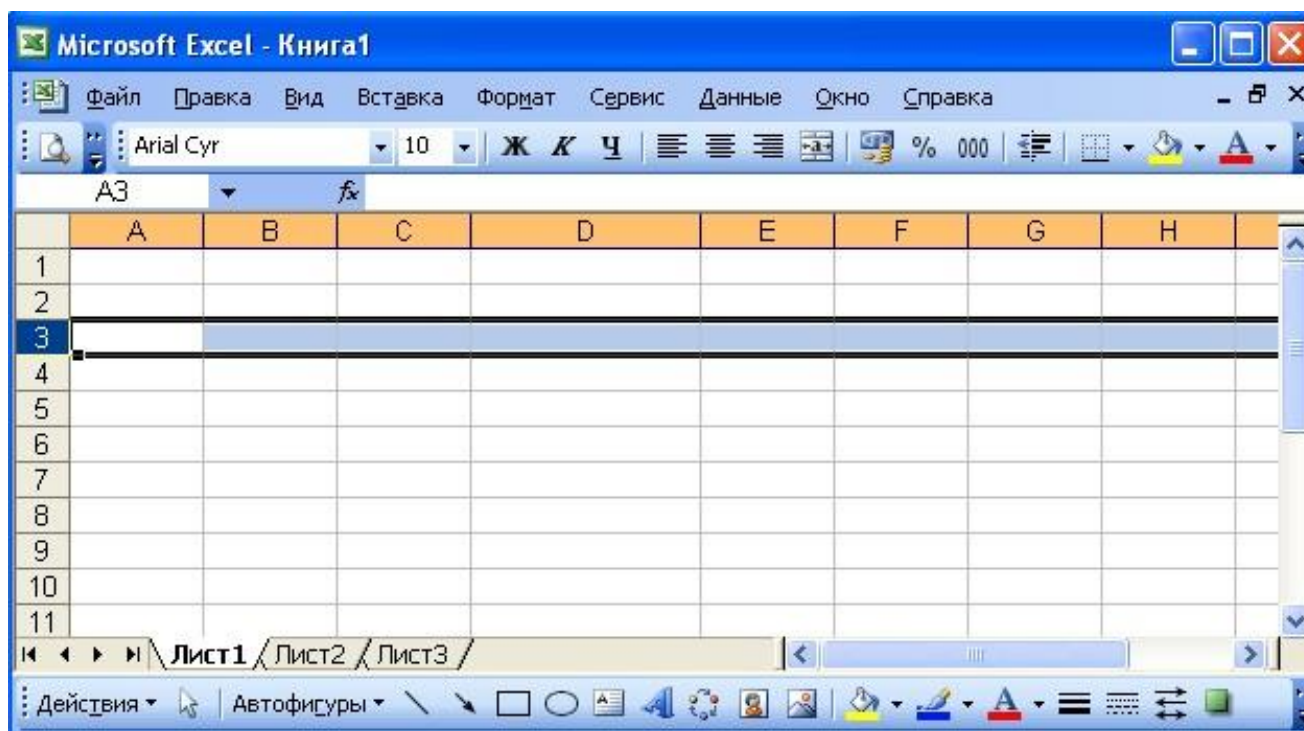 Microsoft Excel - Книга1
Файл Правка Вид Вставка Формат Сервис Данные Окно Справка
Arial Cyr 10 Ж К Ч % 000 A
A3 fx
A B C D E F G H
1
2
3
4
5
6
7
8
9
10
11
Лист1 Лист2 Лист3
Действия Автофигуры A